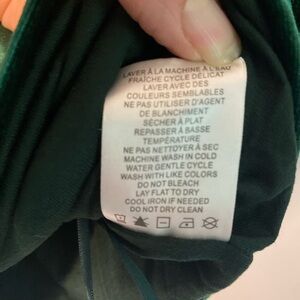 LAVER À LA MACHINE À L'EAU
FRAÎCHE CYCLE DÉLICAT
LAVER AVEC DES
COULEURS SEMBLABLES
NE PAS UTILISER D'AGENT
DE BLANCHIMENT
SÉCHER À PLAT
REPASSER À BASSE
TEMPÉRATURE
NE PAS NETTOYER À SEC
MACHINE WASH IN COLD
WATER GENTLE CYCLE
WASH WITH LIKE COLORS
DO NOT BLEACH
LAY FLAT TO DRY
COOL IRON IF NEEDED
DO NOT DRY CLEAN